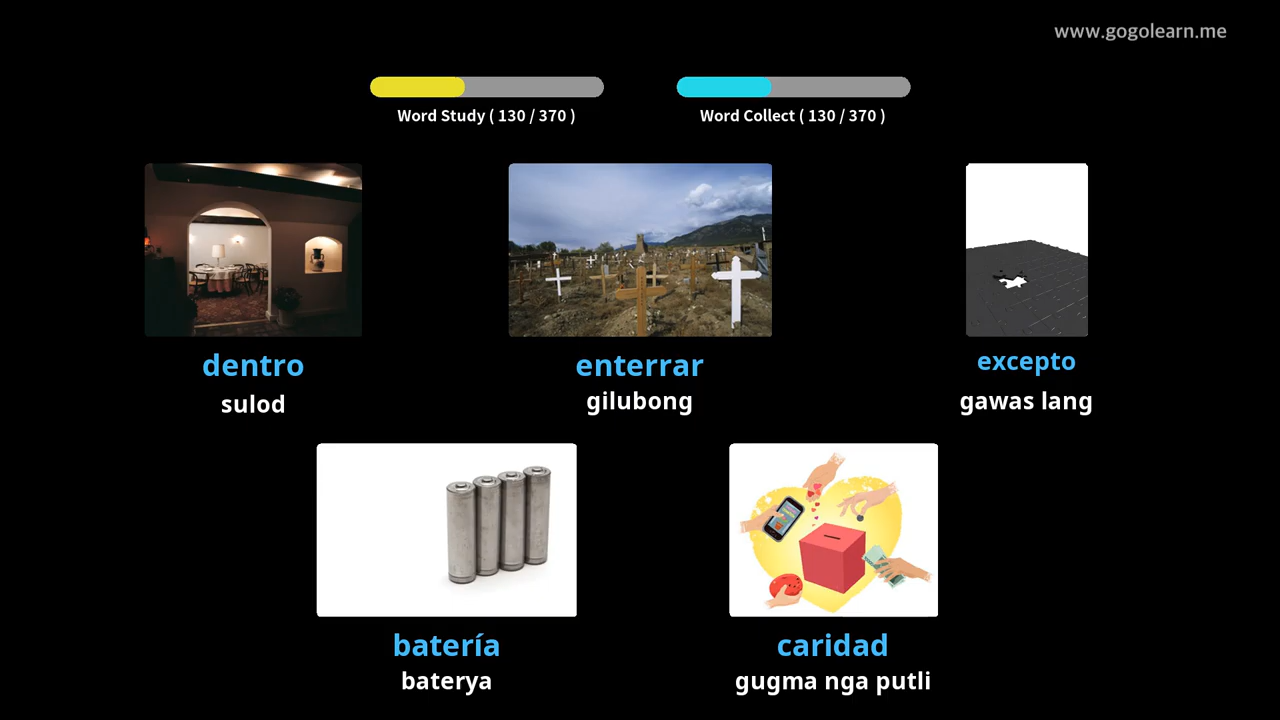 www.gogolearn.me
Word Study ( 130 / 370 )
Word Collect ( 130 / 370 )
dentro
sulod
enterrar
gilubong
excepto
gawas lang
batería
baterya
caridad
gugma nga putli